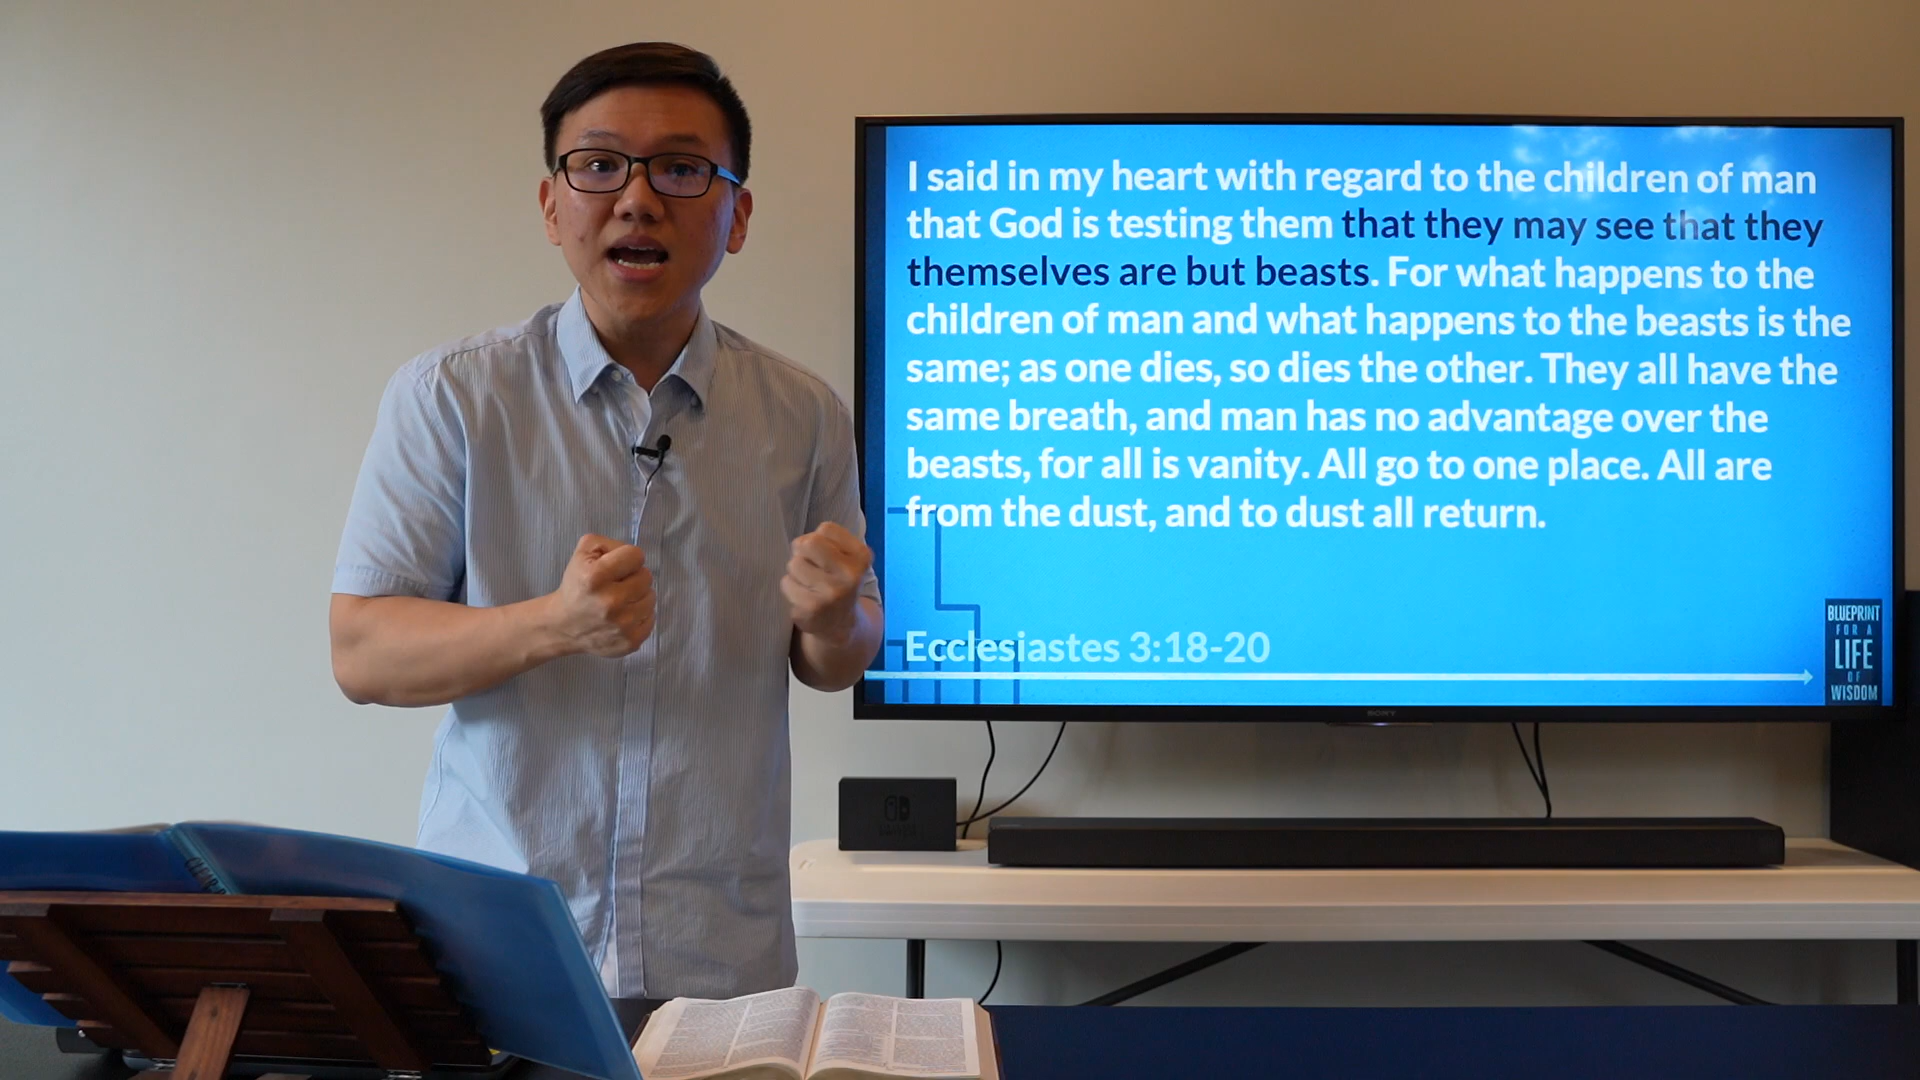 I said in my heart with regard to the children of man
that God is testing them that they may see that they
themselves are but beasts. For what happens to the
children of man and what happens to the beasts is the
same; as one dies, so dies the other. They all have the
same breath, and man has no advantage over the
beasts, for all is vanity. All go to one place. All are
from the dust, and to dust all return.
Ecclesiastes 3:18-20
BLUEPRINT
FOR A
LIFE
OF
WISDOM
SONY